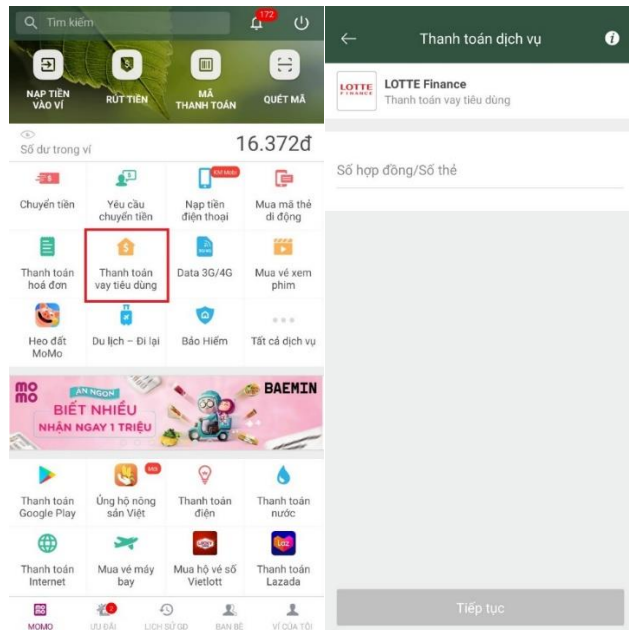 Tìm kiếm
172
NẠP TIỀN
VÀO VÍ
RÚT TIỀN
MÃ
THANH TOÁN
QUÉT MÃ
Số dư trong ví
16.372đ
Chuyển tiền
Yêu cầu
chuyển tiền
Nạp tiền
điện thoại
Mua mã thẻ
di động
Thanh toán
hoá đơn
Thanh toán
vay tiêu dùng
Data 3G/4G
Mua vé xem
phim
Heo đất
MoMo
Du lịch – Đi lại
Bảo Hiểm
Tất cả dịch vụ
mo
mo
ĂN NGON
BIẾT NHIÊU
NHẬN NGAY 1 TRIỆU
BAEMIN
Thanh toán
Google Play
Ủng hộ nông
sản Việt
Thanh toán
điện
Thanh toán
nước
Thanh toán
Internet
Mua vé máy
bay
Mua hộ vé số
Vietlott
Thanh toán
Lazada
MOMO
ƯU ĐÃI
LỊCH SỬ GD
BẠN BÈ
VÍ CỦA TÔI
Thanh toán dịch vụ
LOTTE
FINANCE
LOTTE Finance
Thanh toán vay tiêu dùng
Số hợp đồng/Số thẻ
Tiếp tục